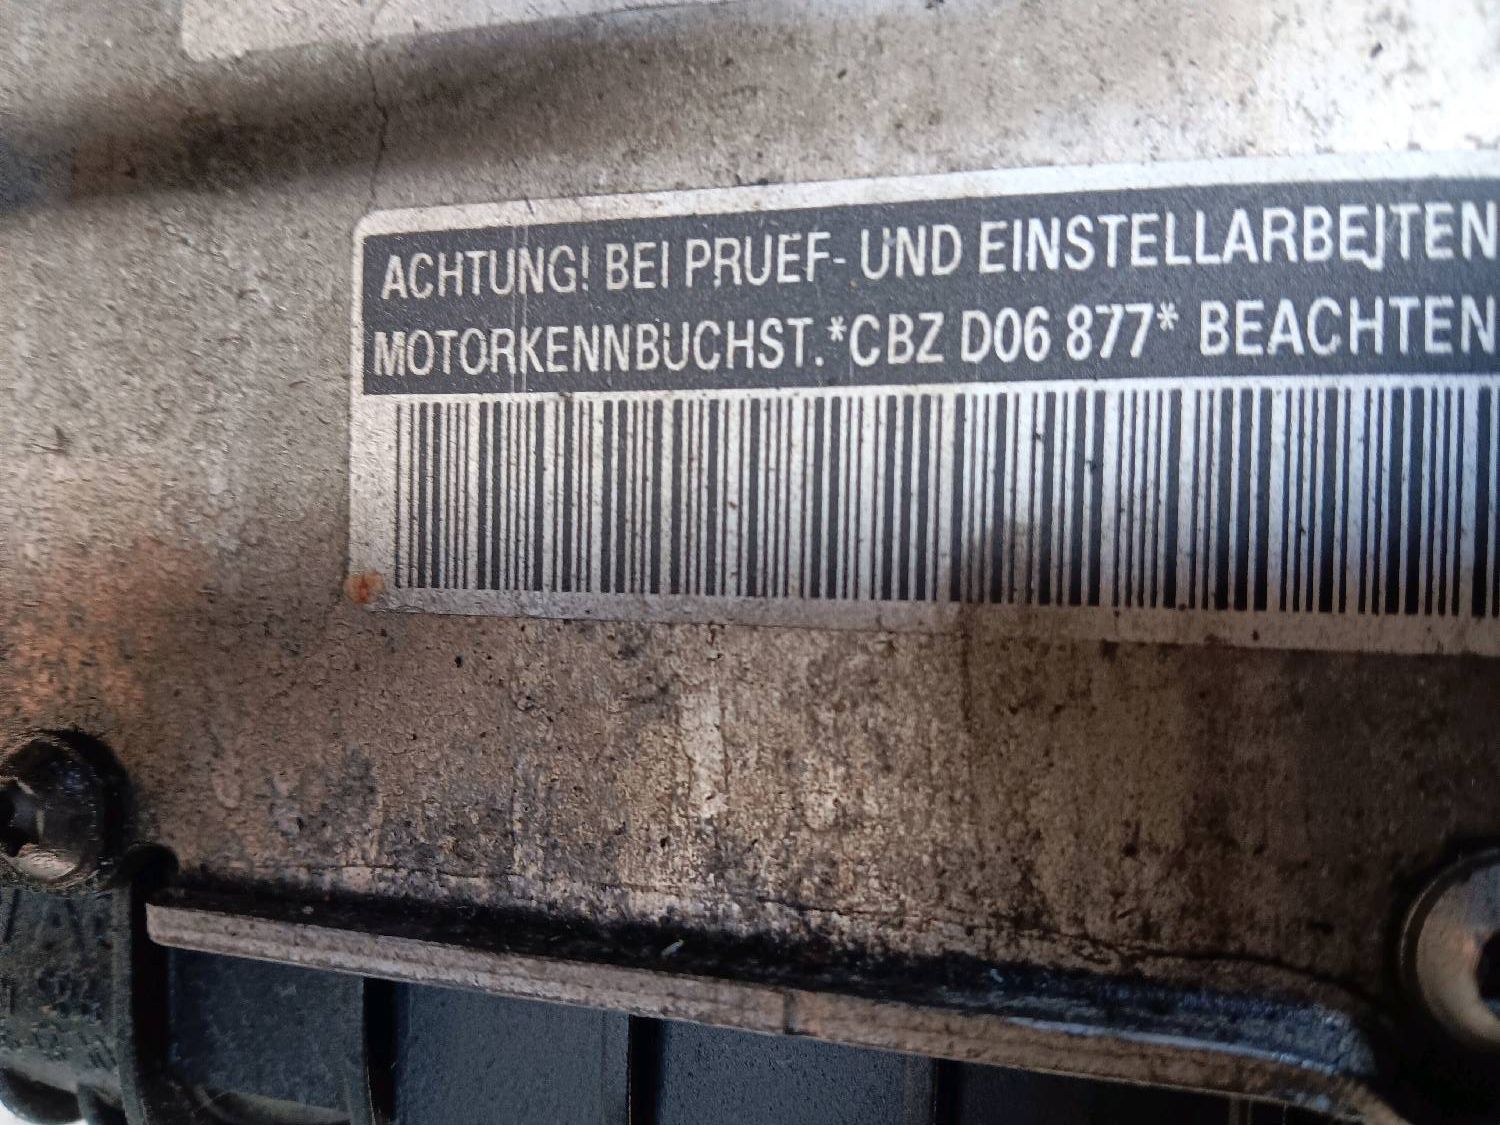 ACHTUNG! BEI PRUEF- UND EINSTELLARBEITEN
MOTORKENNBUCHST. *CBZ D06 877* BEACHTEN